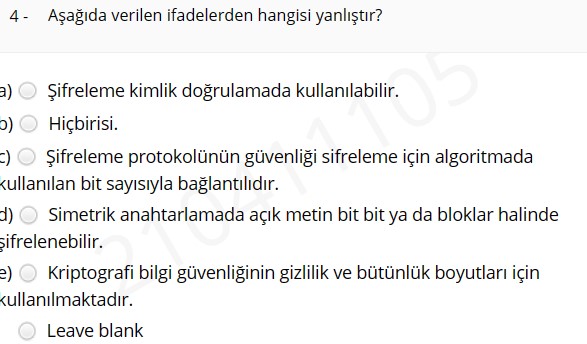 4 - Aşağıda verilen ifadelerden hangisi yanlıştır?
a) Şifreleme kimlik doğrulamada kullanılabilir.
b) Hiçbirisi.
c) Şifreleme protokolünün güvenliği sifreleme için algoritmada
kullanılan bit sayısıyla bağlantılıdır.
d) Simetrik anahtarlamada açık metin bit bit ya da bloklar halinde
şifrelenebilir.
e) Kriptografi bilgi güvenliğinin gizlilik ve bütünlük boyutları için
kullanılmaktadır.
Leave blank
210411105